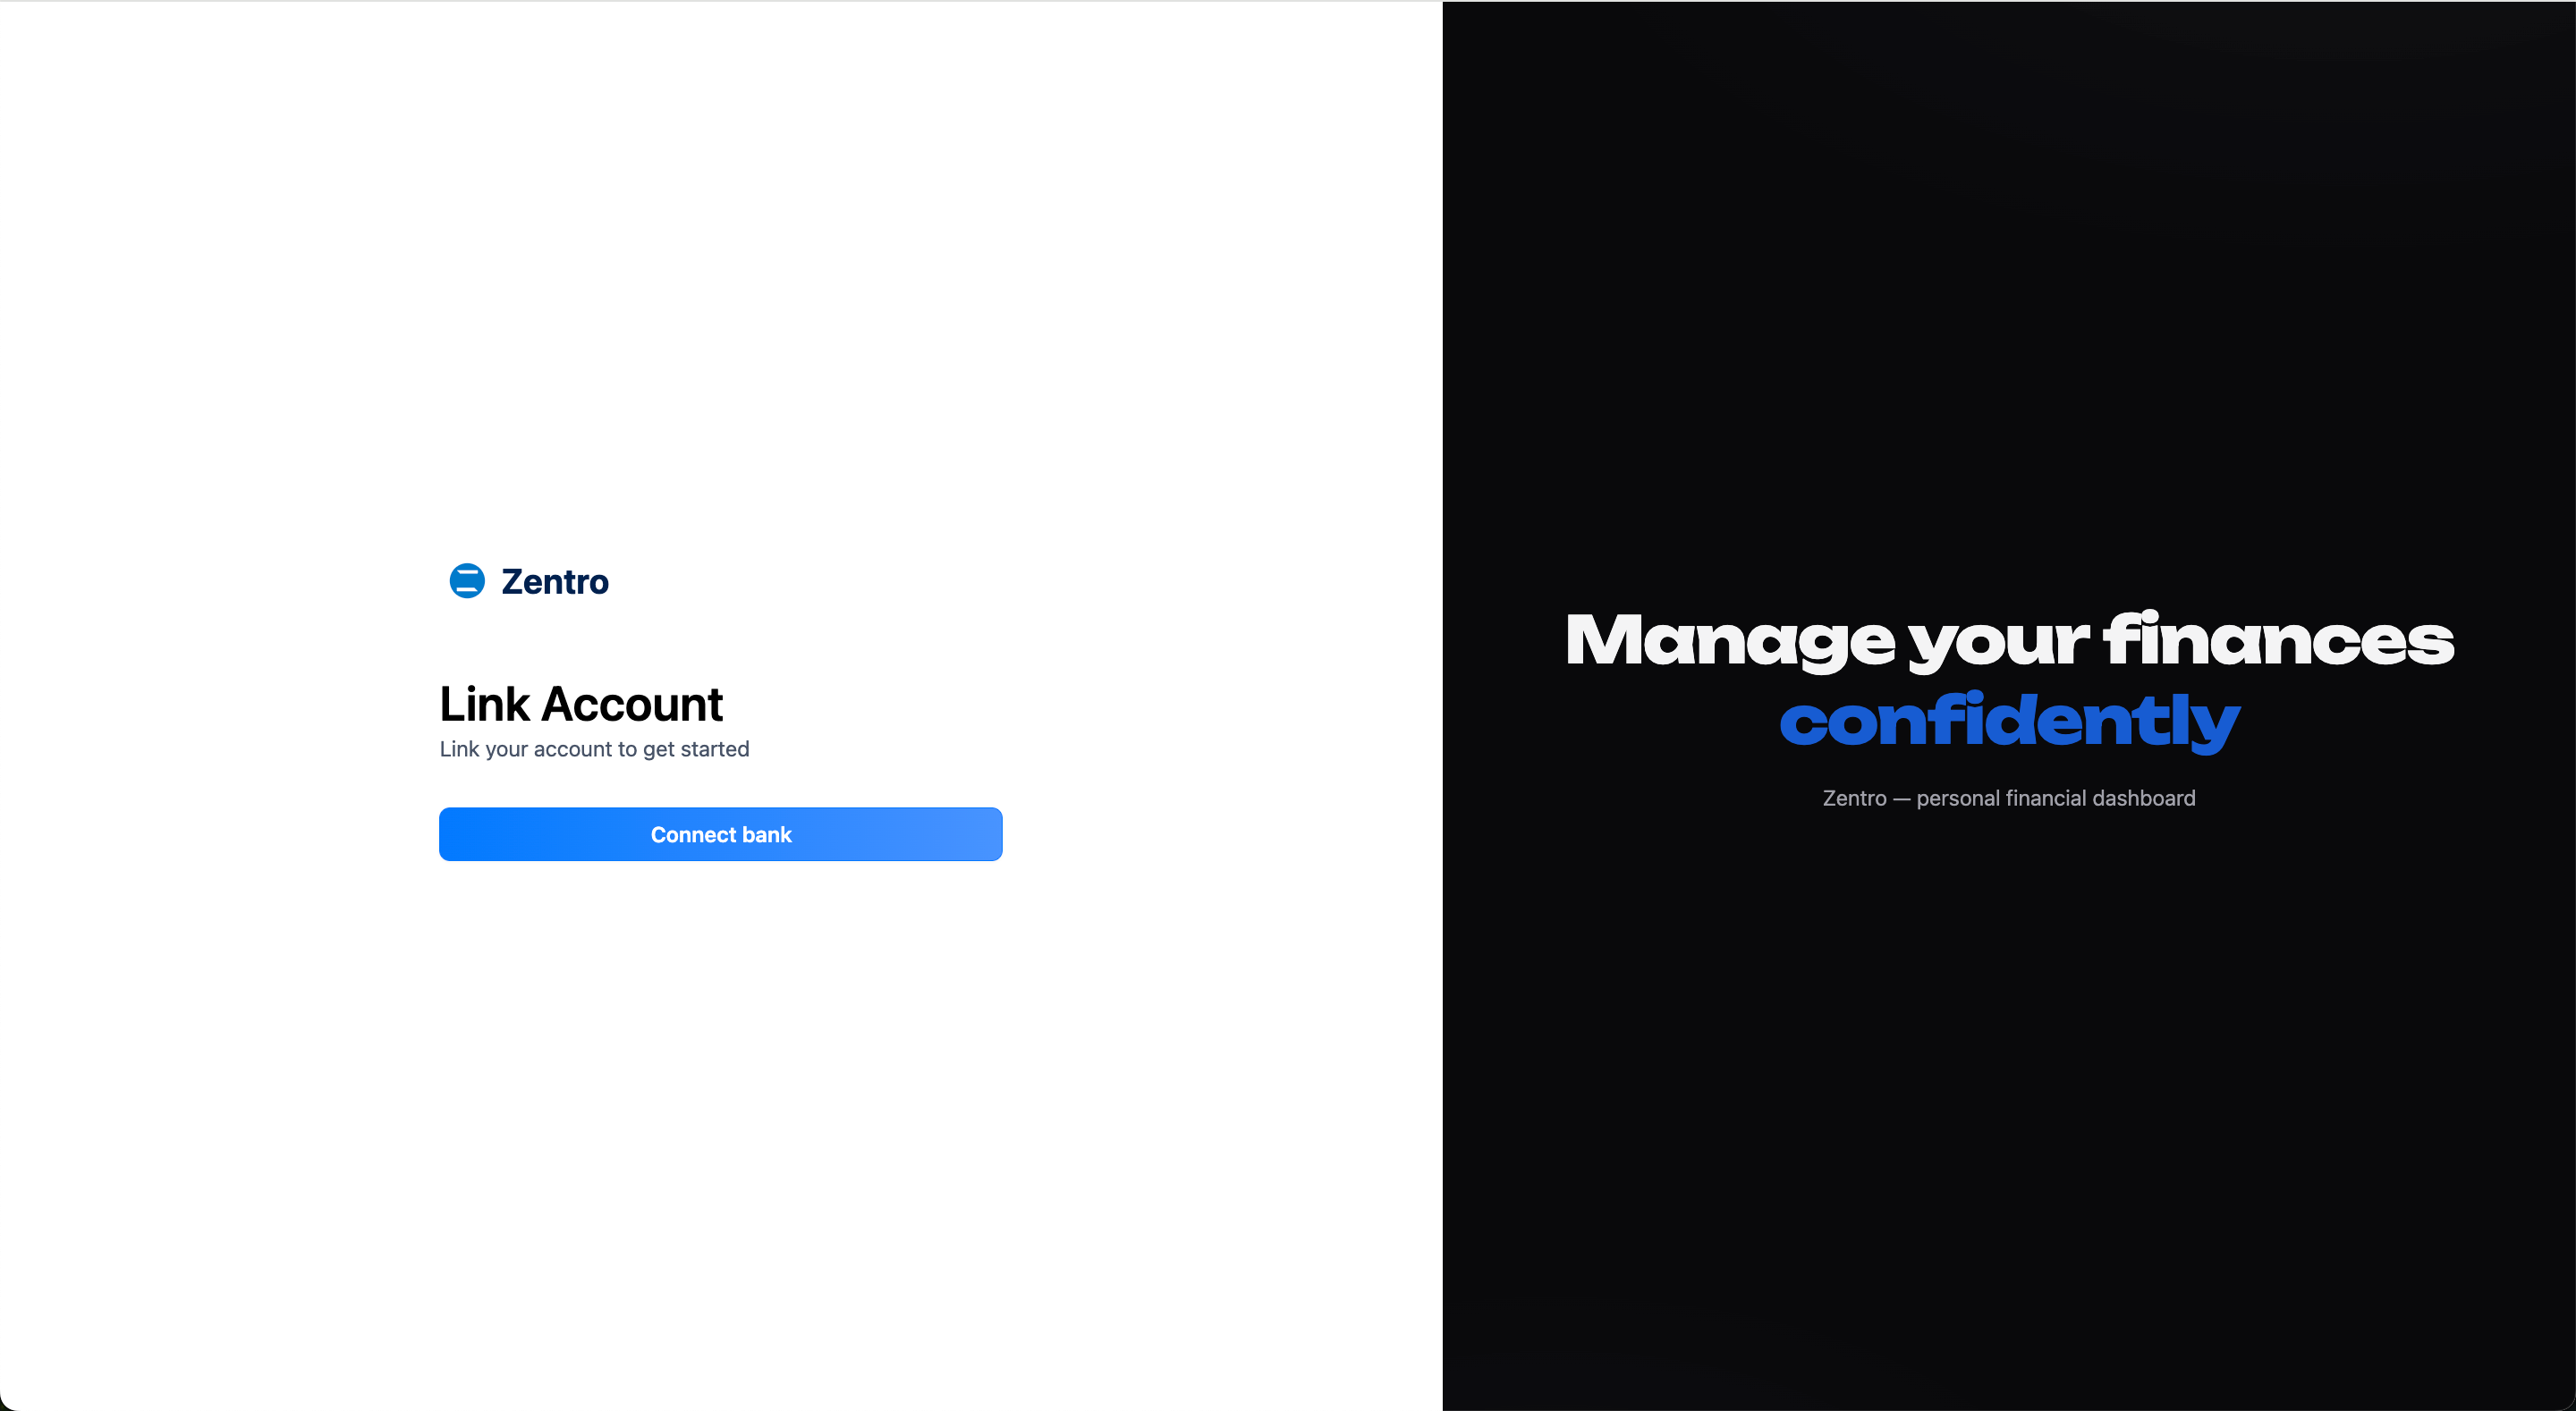 Zentro
Link Account
Link your account to get started
Connect bank
Manage your finances
confidently
Zentro — personal financial dashboard